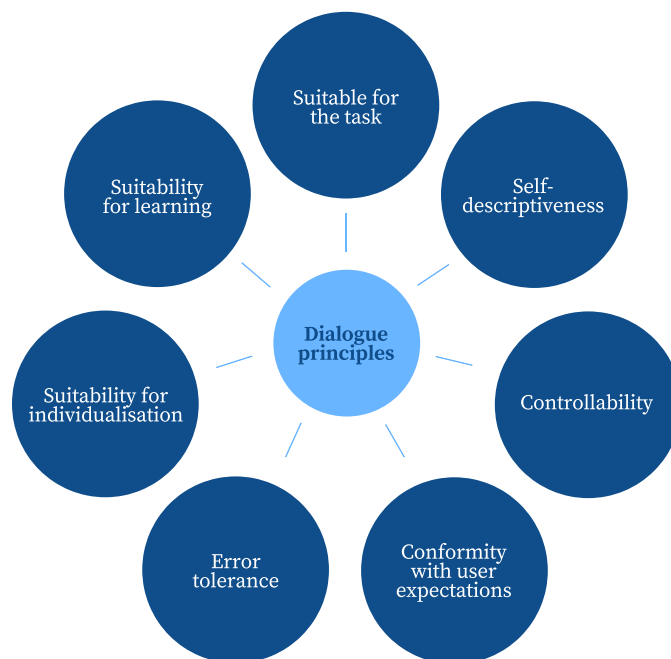 Suitable for
the task
Self-
descriptiveness
Controllability
Conformity
with user
expectations
Error
tolerance
Suitability for
individualisation
Suitability
for learning
Dialogue
principles